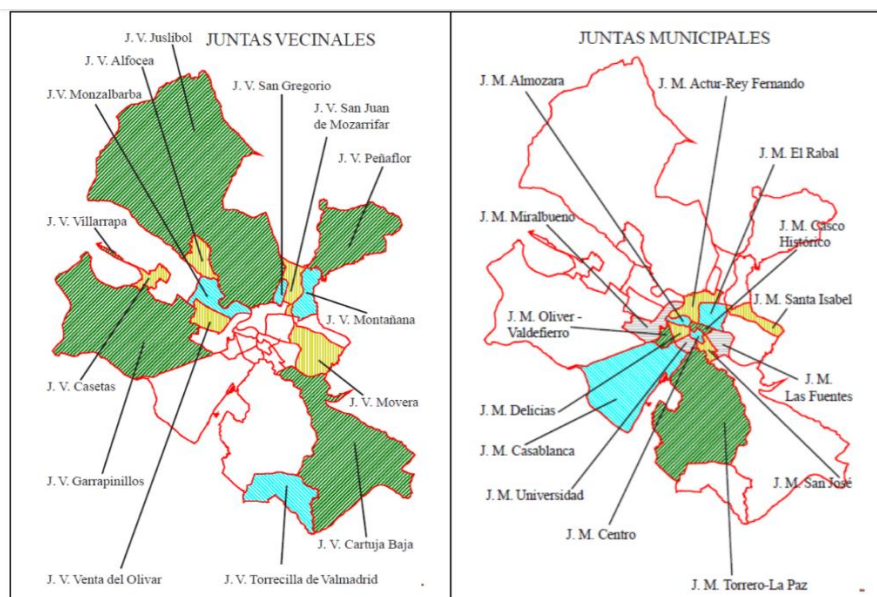 JUNTAS VECINALES
J. V. Juslibol
J. V. Alfocea
J.V. Monzalbarba
J. V. San Gregorio
J. V. San Juan
de Mozarrifar
J. V. Peñaflor
J. V. Villarrapa
J. V. Montañana
J. V. Casetas
J. V. Movera
J. V. Garrapinillos
J. V. Cartuja Baja
J. V. Venta del Olivar
J. V. Torrecilla de Valmadrid
JUNTAS MUNICIPALES
J. M. Almozara
J. M. Actur-Rey Fernando
J. M. El Rabal
J. M. Miralbueno
J. M. Casco
Histórico
J. M. Santa Isabel
J. M. Oliver -
Valdefierro
J. M.
Las Fuentes
J. M. Delicias
J. M. Casablanca
J. M. Universidad
J. M. San José
J. M. Centro
J. M. Torrero-La Paz